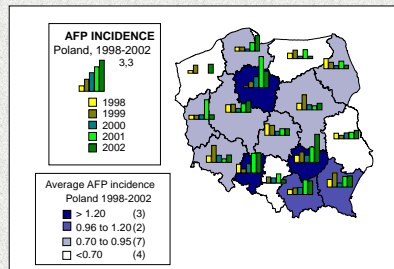 AFP INCIDENCE
Poland, 1998-2002
3,3
1998
1999
2000
2001
2002
Average AFP incidence
Poland 1998-2002
> 1.20 (3)
0.96 to 1.20 (2)
0.70 to 0.95 (7)
<0.70 (4)